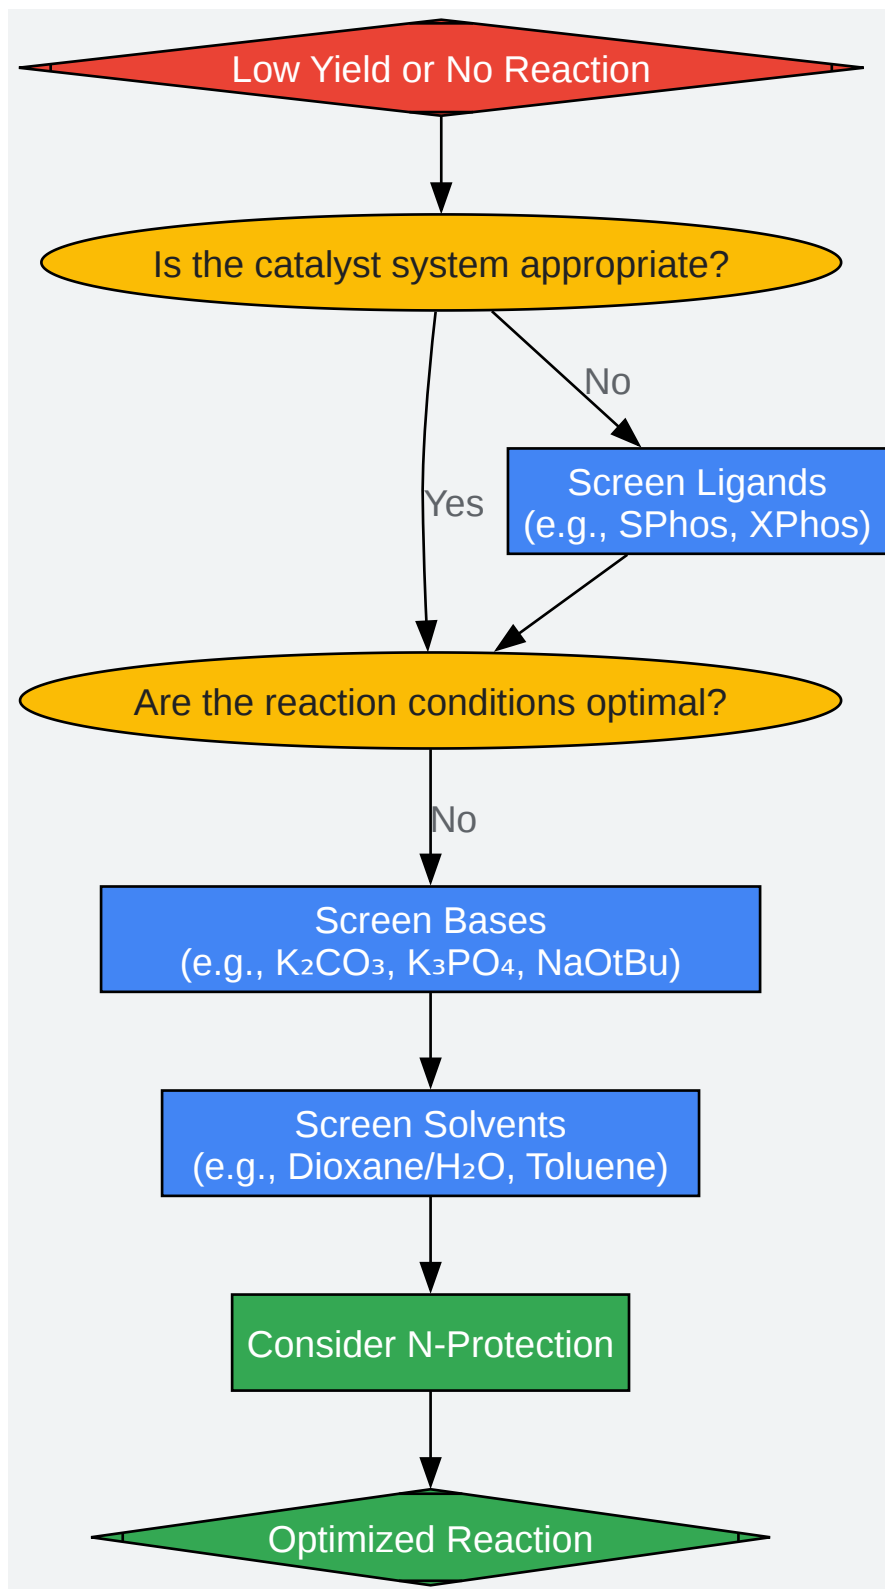 Low Yield or No Reaction
Is the catalyst system appropriate?
No
Screen Ligands
(e.g., SPhos, XPhos)
Yes
Are the reaction conditions optimal?
No
Screen Bases
(e.g., K₂CO₃, K₃PO₄, NaOtBu)
Screen Solvents
(e.g., Dioxane/H₂O, Toluene)
Consider N-Protection
Optimized Reaction